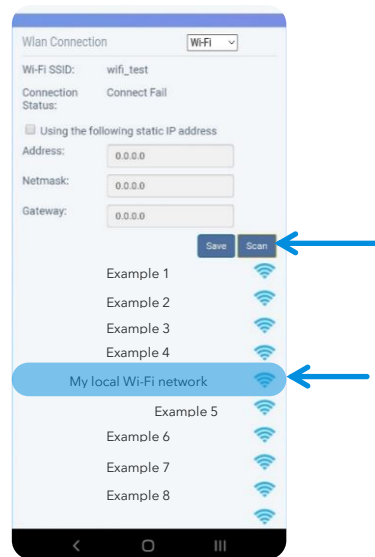 Wlan Connection Wi-Fi
Wi-Fi SSID: wifi_test
Connection Status: Connect Fail
Using the following static IP address
Address: 0.0.0.0
Netmask: 0.0.0.0
Gateway: 0.0.0.0
Save Scan
Example 1
Example 2
Example 3
Example 4
My local Wi-Fi network
Example 5
Example 6
Example 7
Example 8